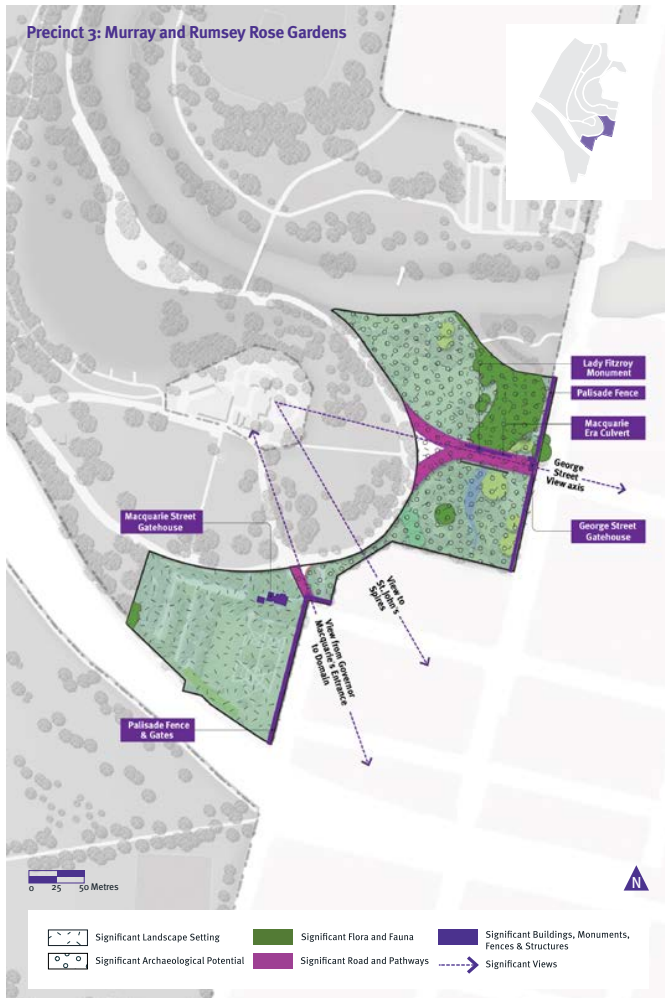 Precinct 3: Murray and Rumsey Rose Gardens
Lady Fitzroy
Monument
Palisade Fence
Macquarie
Era Culvert
George
Street
View axis
George Street
Gatehouse
Macquarie Street
Gatehouse
View to
St. John's
Spires
View from Governor
Macquarie's Entrance
to Domain
Palisade Fence
& Gates
0 25 50 Metres
N
Significant Landscape Setting
Significant Archaeological Potential
Significant Flora and Fauna
Significant Road and Pathways
Significant Buildings, Monuments,
Fences & Structures
Significant Views